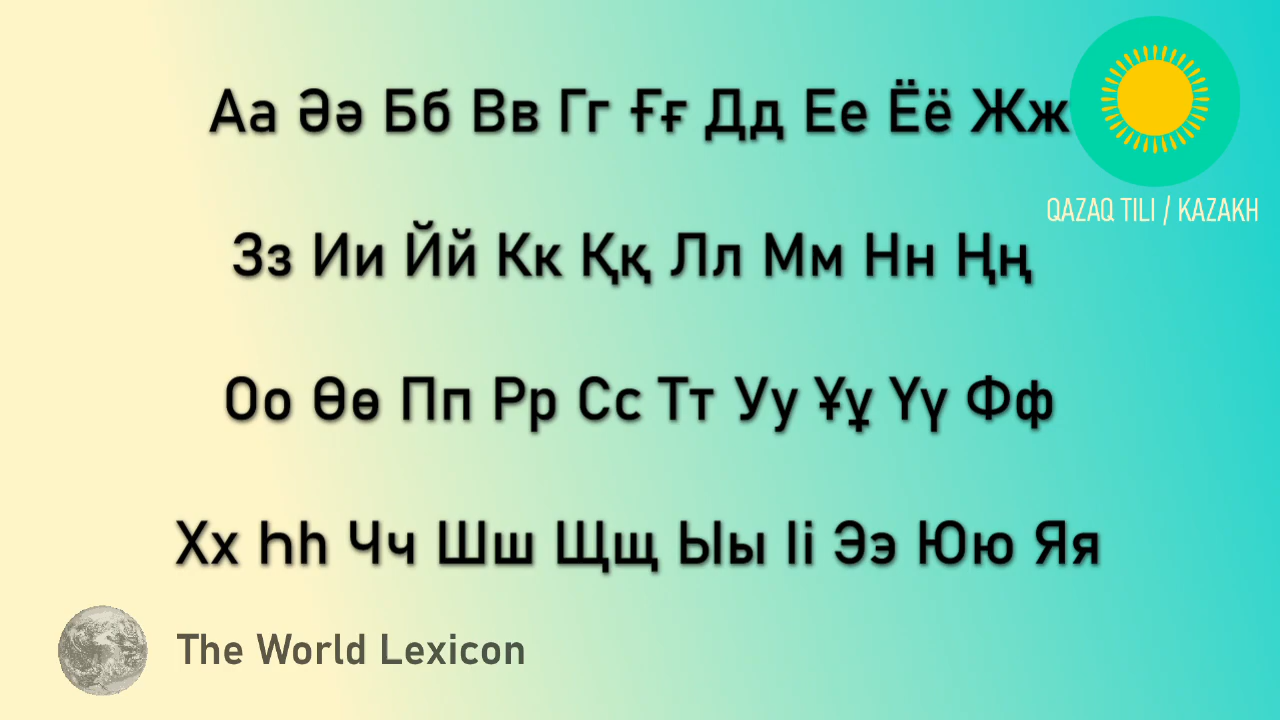 Аа Әә Бб Вв Гг Ғғ Дд Ее Ёё Жж
QAZAQ TILI / KAZAKH
Зз Ии Йй Кк Ққ Лл Мм Нн Ңң
Оо Өө Пп Рр Сс Тт Уу Ұұ Үү Фф
Хх Һһ Чч Шш Щщ Ыы Іі Ээ Юю Яя
The World Lexicon